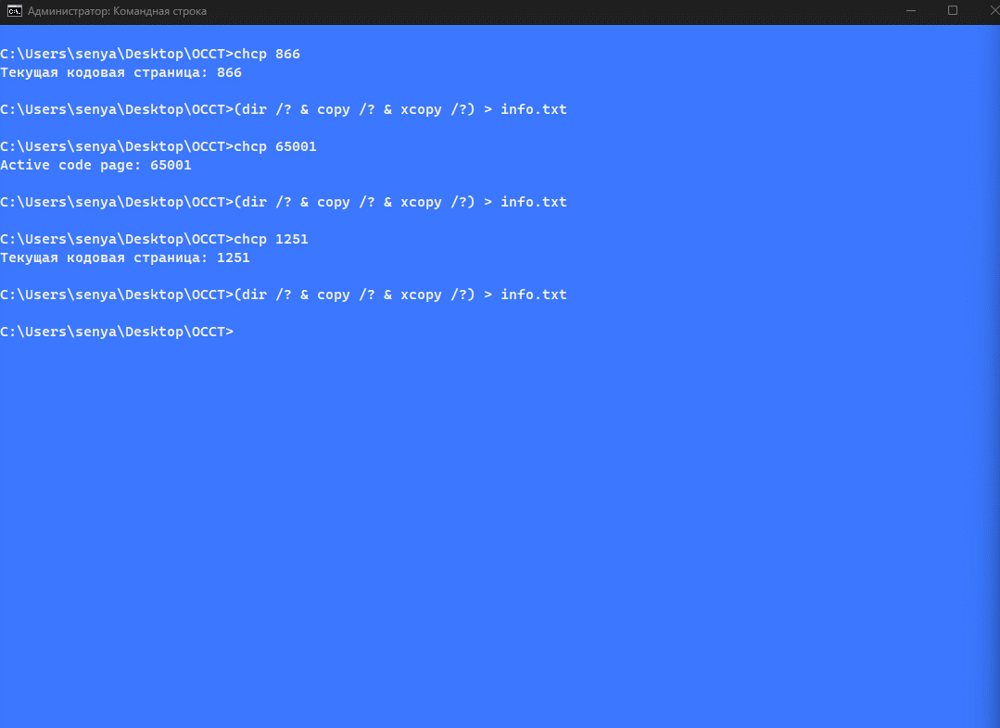 Администратор: Командная строка
C:\Users\senya\Desktop\OCCT>chcp 866
Текущая кодовая страница: 866
C:\Users\senya\Desktop\OCCT>(dir /? & copy /? & xcopy /?) > info.txt
C:\Users\senya\Desktop\OCCT>chcp 65001
Active code page: 65001
C:\Users\senya\Desktop\OCCT>(dir /? & copy /? & xcopy /?) > info.txt
C:\Users\senya\Desktop\OCCT>chcp 1251
Текущая кодовая страница: 1251
C:\Users\senya\Desktop\OCCT>(dir /? & copy /? & xcopy /?) > info.txt
C:\Users\senya\Desktop\OCCT>